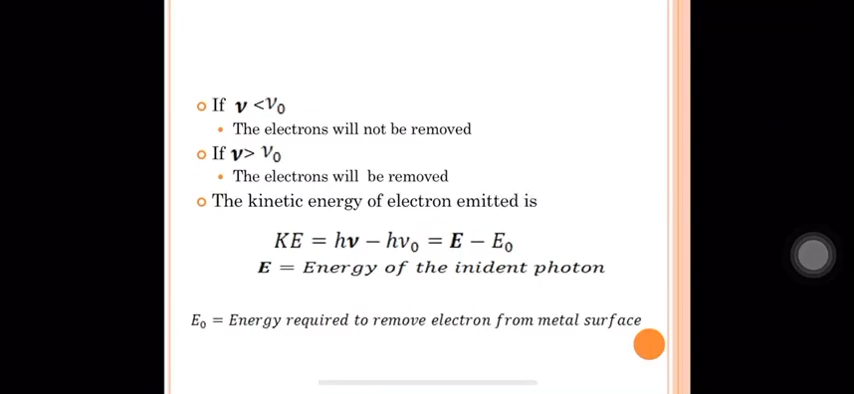 If ν <ν₀
The electrons will not be removed
If ν> ν₀
The electrons will be removed
The kinetic energy of electron emitted is
KE = hν − hν₀ = E − E₀
E = Energy of the inident photon
E₀ = Energy required to remove electron from metal surface